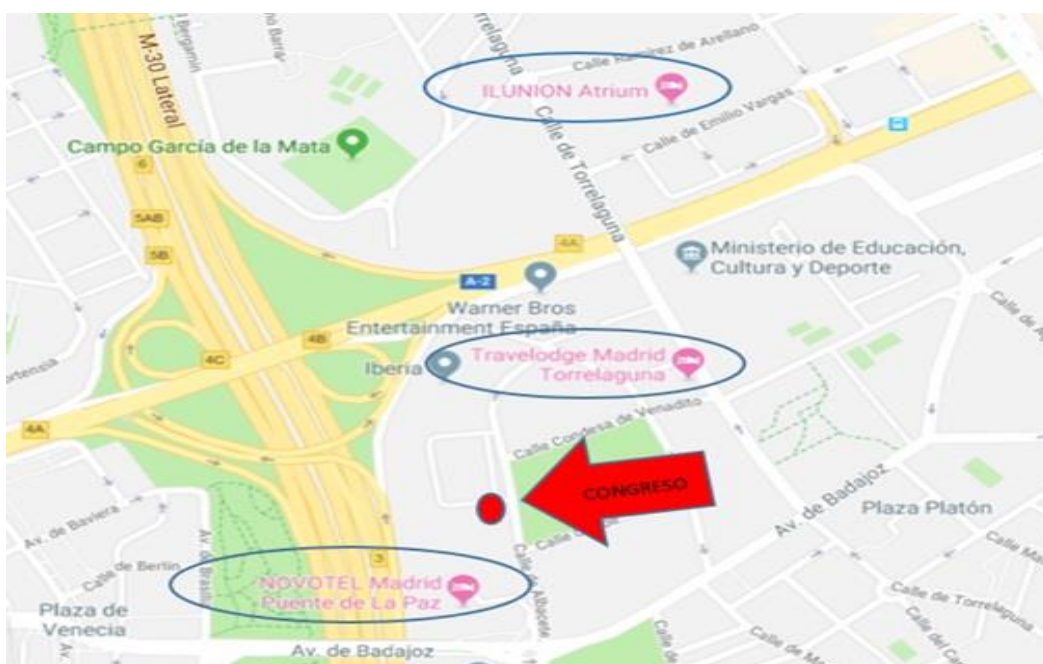 M-30 Lateral
Calle Ramírez de Arellano
ILUNION Atrium
Calle de Emilio Vargas
Calle de Torrelaguna
Campo García de la Mata
6
5AB
5B
4A
Ministerio de Educación,
Cultura y Deporte
A-2
Warner Bros
Entertainment España
4B
4C
Iberia
Travelodge Madrid
Torrelaguna
4A
Calle Condesa de Venadito
CONGRESO
Av. de Badajoz
Plaza Platón
Av. de Baviera
Calle de Berlín
Av. de Brasilia
3
NOVOTEL Madrid
Puente de La Paz
Calle de Albacete
Calle de Torrelaguna
Plaza de
Venecia
Av. de Badajoz